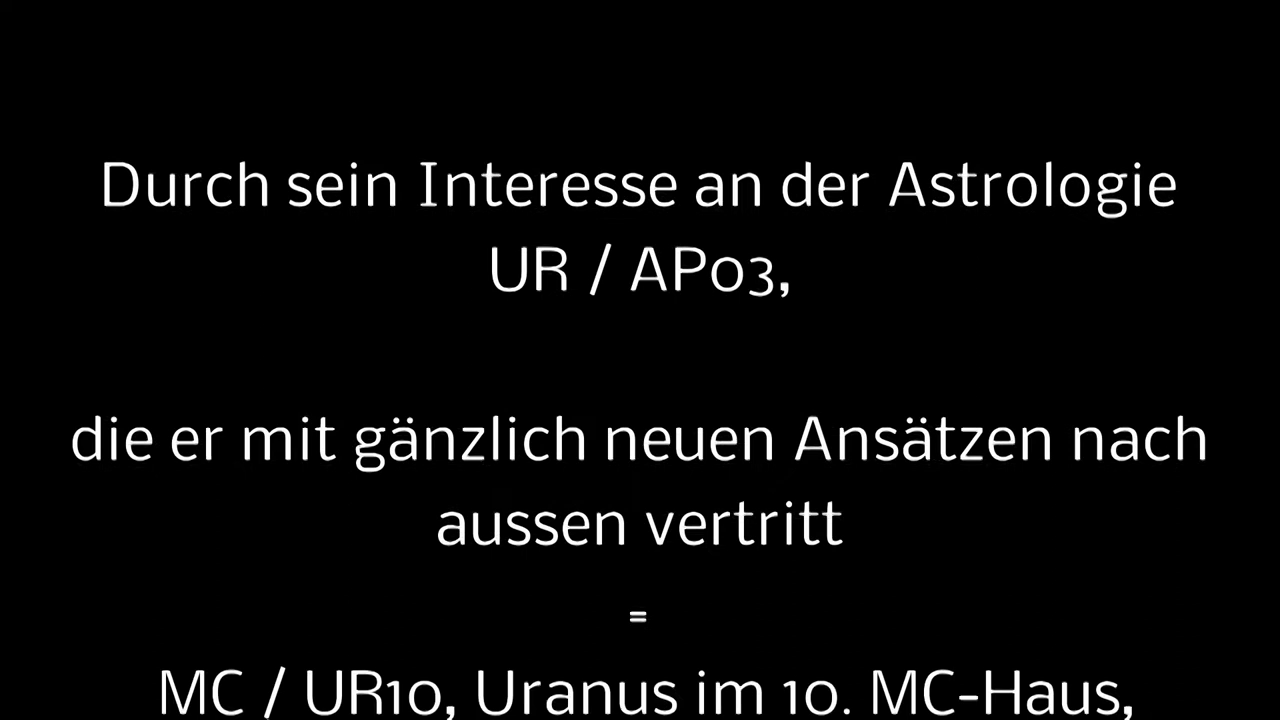 Durch sein Interesse an der Astrologie
UR / AP03,
die er mit gänzlich neuen Ansätzen nach
aussen vertritt
=
MC / UR10, Uranus im 10. MC-Haus,